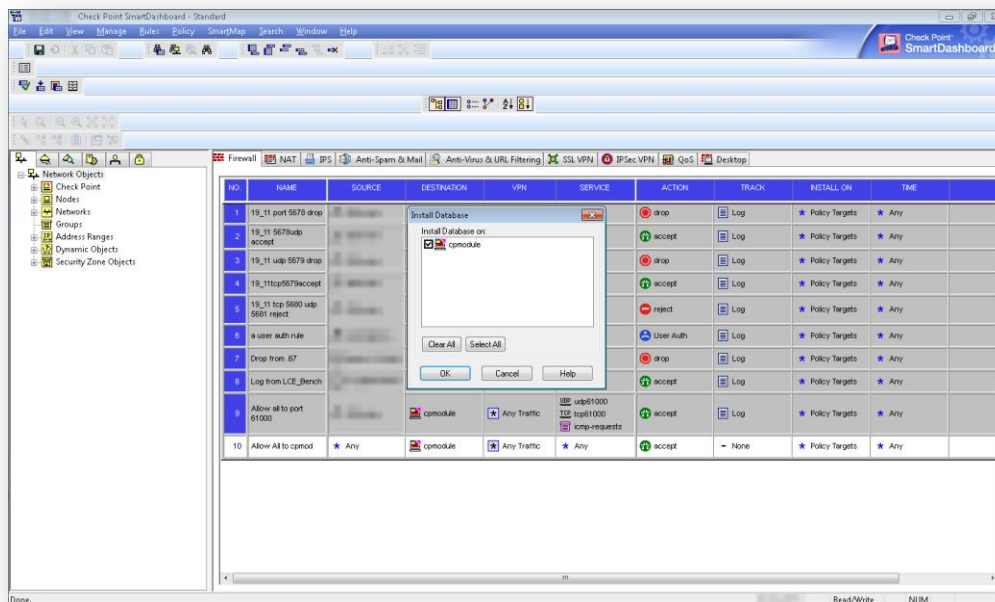 Check Point SmartDashboard - Standard
File Edit View Manage Rules Policy SmartMap Search Window Help
Check Point
SmartDashboard
Firewall NAT IPS Anti-Spam & Mail Anti-Virus & URL Filtering SSL VPN IPSec VPN QoS Desktop
Network Objects
Check Point
Nodes
Networks
Groups
Address Ranges
Dynamic Objects
Security Zone Objects
NO. NAME SOURCE DESTINATION VPN SERVICE ACTION TRACK INSTALL ON TIME
1 19_11 port 5678 drop drop Log Policy Targets Any
2 19_11 5678udp accept accept Log Policy Targets Any
3 19_11 udp 5679 drop drop Log Policy Targets Any
4 19_11tcp5679accept accept Log Policy Targets Any
5 19_11 tcp 5680 udp 5681 reject reject Log Policy Targets Any
6 a user auth rule User Auth Log Policy Targets Any
7 Drop from .67 drop Log Policy Targets Any
8 Log from LCE_Bench accept Log Policy Targets Any
9 Allow all to port 61000 cpmodule Any Traffic UDP udp61000 TCP tcp61000 icmp-requests accept Log Policy Targets Any
10 Allow All to cpmod Any cpmodule Any Traffic Any accept - None Policy Targets Any
Install Database
Install Database on:
cpmodule
Clear All Select All
OK Cancel Help
Done. Read/Write NUM